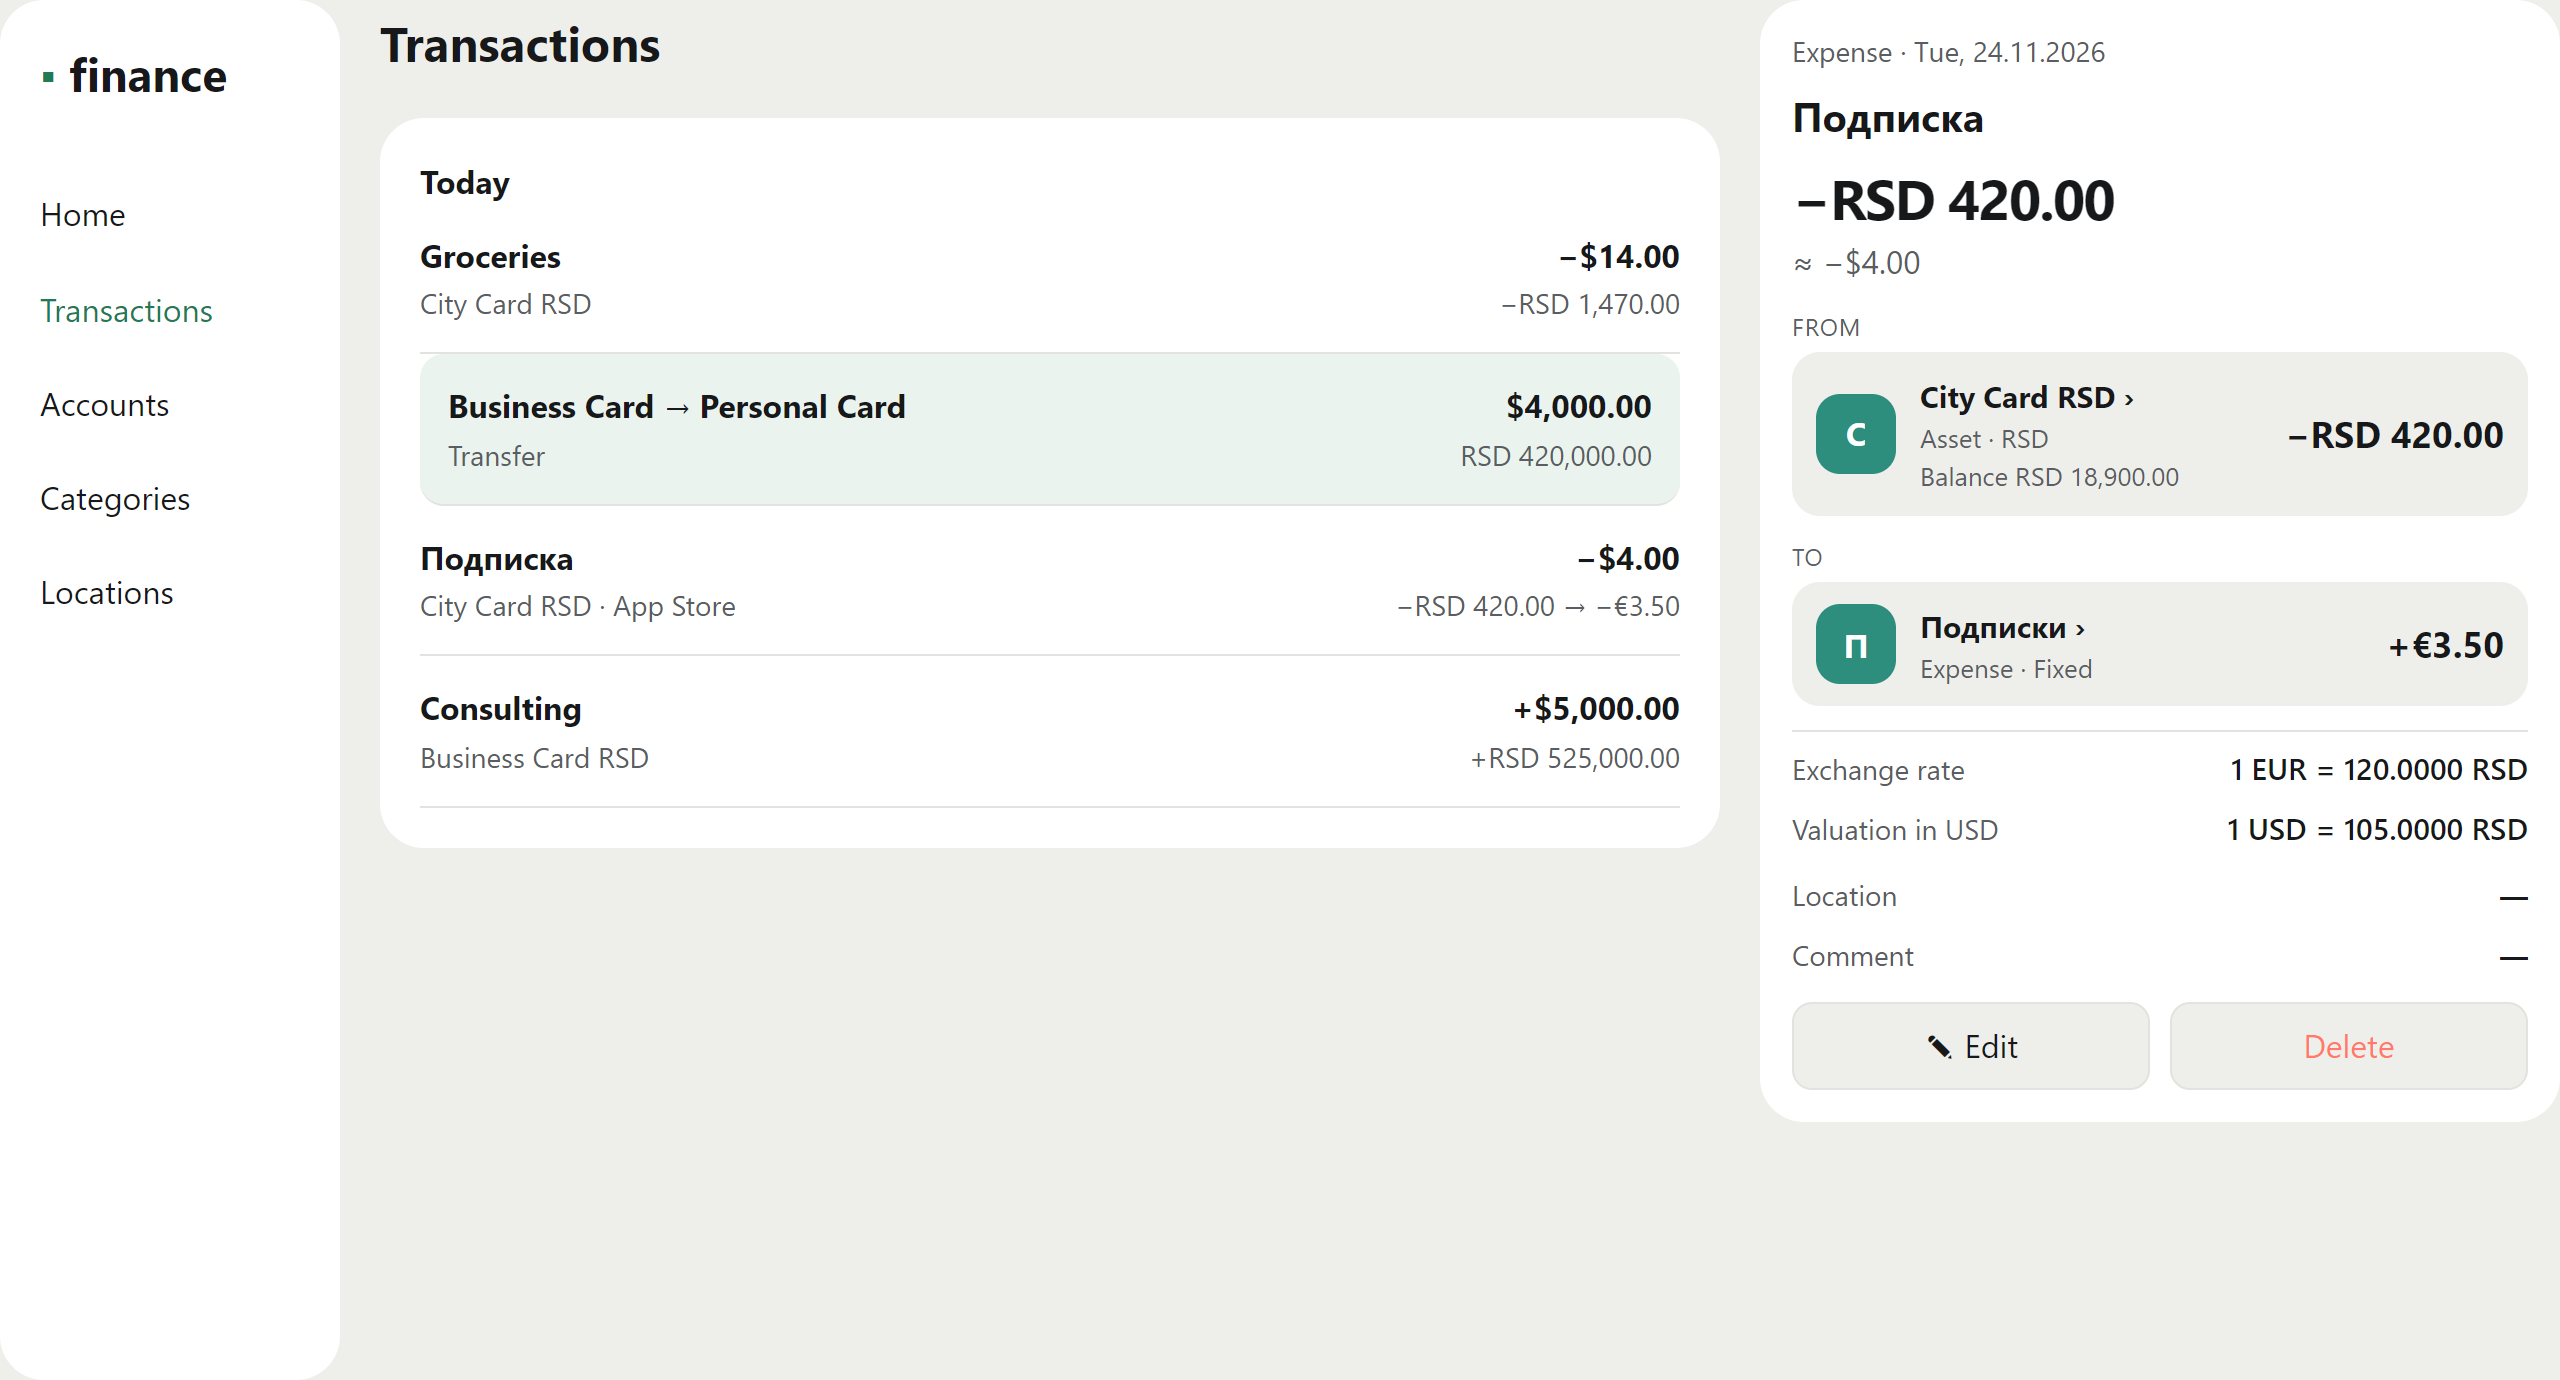 finance
Home
Transactions
Accounts
Categories
Locations
Transactions
Today
Groceries −$14.00
City Card RSD −RSD 1,470.00
Business Card → Personal Card $4,000.00
Transfer RSD 420,000.00
Подписка −$4.00
City Card RSD · App Store −RSD 420.00 → −€3.50
Consulting +$5,000.00
Business Card RSD +RSD 525,000.00
Expense · Tue, 24.11.2026
Подписка
−RSD 420.00
≈ −$4.00
FROM
C
City Card RSD ›
Asset · RSD
Balance RSD 18,900.00
−RSD 420.00
TO
П
Подписки ›
Expense · Fixed
+€3.50
Exchange rate 1 EUR = 120.0000 RSD
Valuation in USD 1 USD = 105.0000 RSD
Location —
Comment —
Edit
Delete